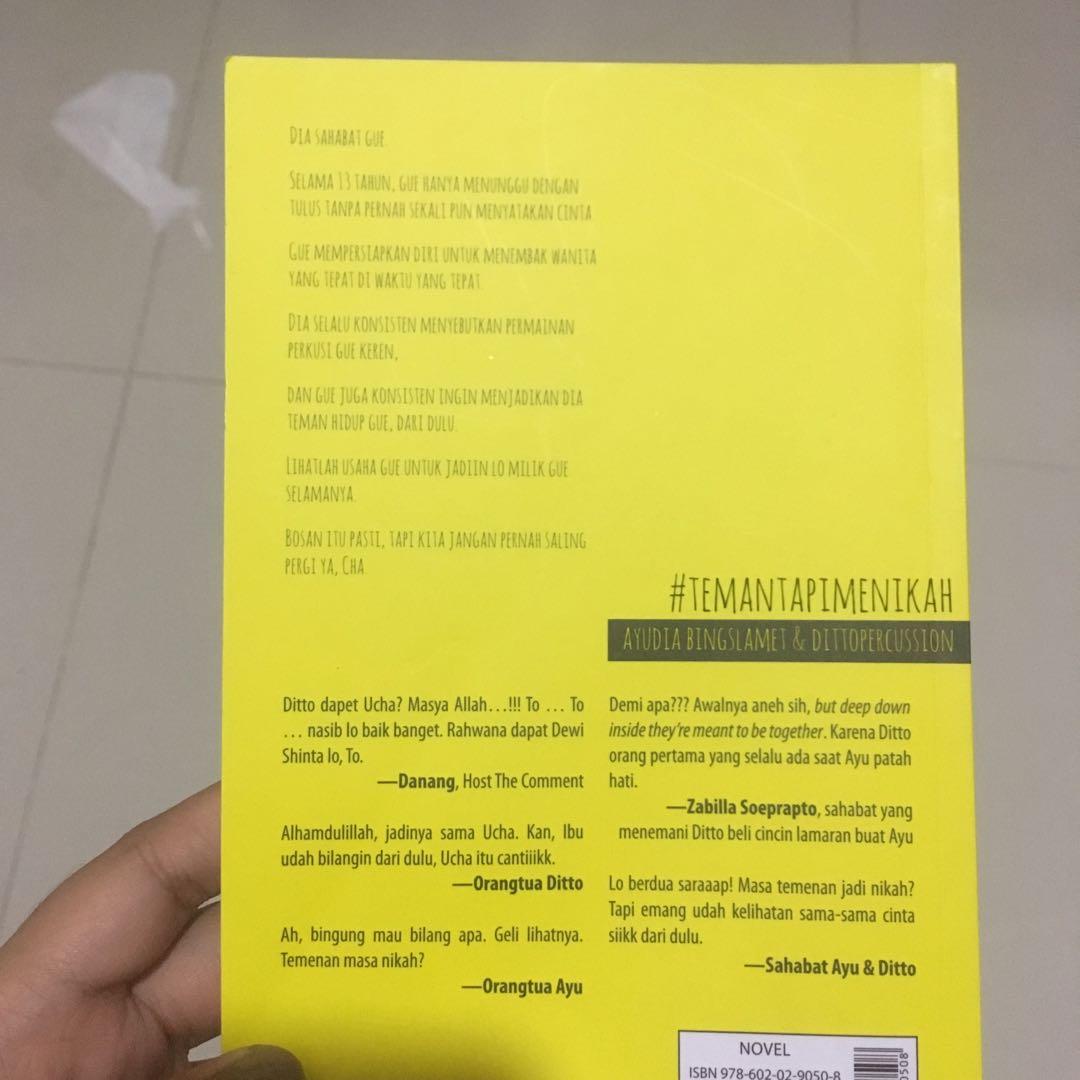 DIA SAHABAT GUE.
SELAMA 13 TAHUN, GUE HANYA MENUNGGU DENGAN
TULUS TANPA PERNAH SEKALI PUN MENYATAKAN CINTA
GUE MEMPERSIAPKAN DIRI UNTUK MENEMBAK WANITA
YANG TEPAT DI WAKTU YANG TEPAT.
DIA SELALU KONSISTEN MENYEBUTKAN PERMAINAN
PERKUSI GUE KEREN,
DAN GUE JUGA KONSISTEN INGIN MENJADIKAN DIA
TEMAN HIDUP GUE, DARI DULU.
LIHATLAH USAHA GUE UNTUK JADIIN LO MILIK GUE
SELAMANYA.
BOSAN ITU PASTI, TAPI KITA JANGAN PERNAH SALING
PERGI YA, CHA.
#TEMANTAPIMENIKAH
AYUDIA BINGSLAMET & DITTOPERCUSSION
Ditto dapet Ucha? Masya Allah...!!! To ... To
... nasib lo baik banget. Rahwana dapat Dewi
Shinta lo, To.
—Danang, Host The Comment
Alhamdulillah, jadinya sama Ucha. Kan, Ibu
udah bilangin dari dulu, Ucha itu cantiiikk.
—Orangtua Ditto
Ah, bingung mau bilang apa. Geli lihatnya.
Temenan masa nikah?
—Orangtua Ayu
Demi apa??? Awalnya aneh sih, but deep down
inside they're meant to be together. Karena Ditto
orang pertama yang selalu ada saat Ayu patah
hati.
—Zabilla Soeprapto, sahabat yang
menemani Ditto beli cincin lamaran buat Ayu
Lo berdua saraaap! Masa temenan jadi nikah?
Tapi emang udah kelihatan sama-sama cinta
siikk dari dulu.
—Sahabat Ayu & Ditto
NOVEL
ISBN 978-602-02-9050-8